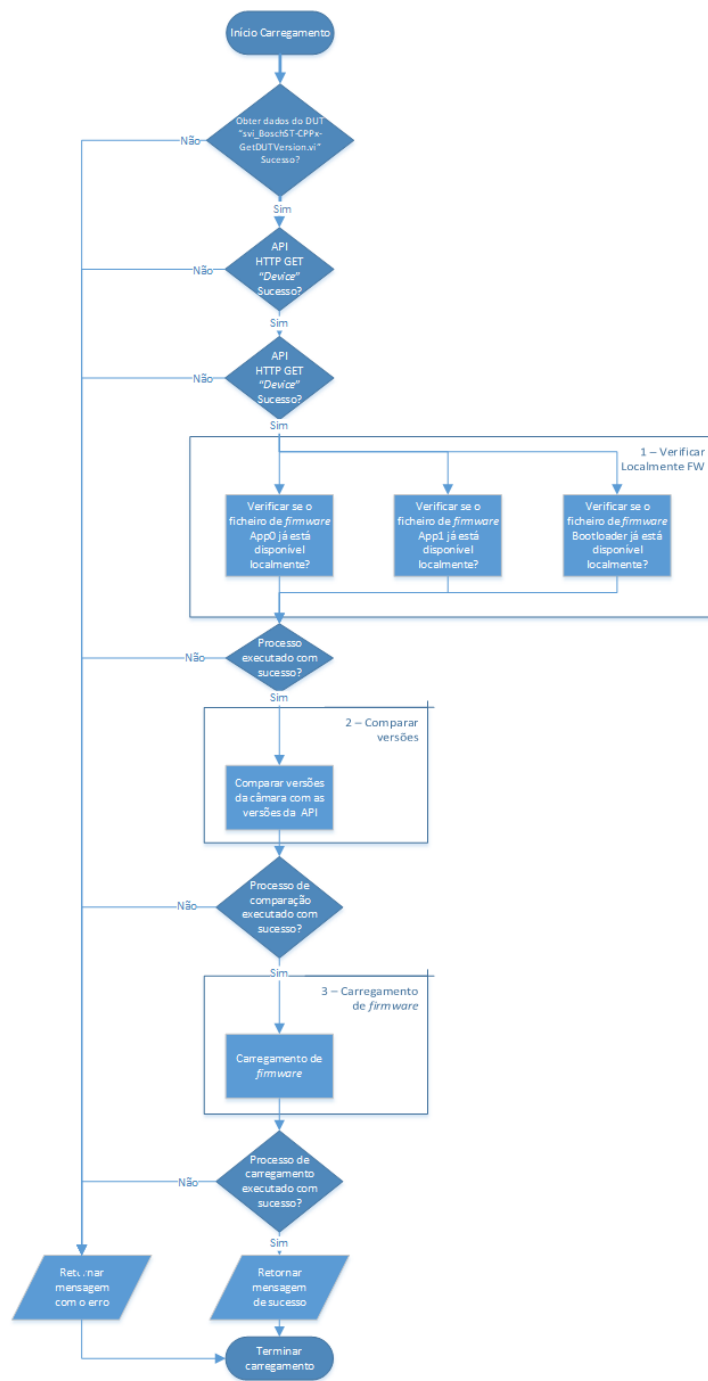 Início Carregamento
Obter dados do DUT
"svi_BoschST-CPPx-
GetDUTVersion.vi"
Sucesso?
Não
Sim
API
HTTP GET
“Device”
Sucesso?
Não
Sim
API
HTTP GET
“Device”
Sucesso?
Não
Sim
1 – Verificar
Localmente FW
Verificar se o
ficheiro de firmware
App0 já está
disponível
localmente?
Verificar se o
ficheiro de firmware
App1 já está
disponível
localmente?
Verificar se o
ficheiro de firmware
Bootloader já está
disponível
localmente?
Processo
executado com
sucesso?
Não
Sim
2 – Comparar
versões
Comparar versões
da câmara com as
versões da API
Processo de
comparação
executado com
sucesso?
Não
Sim
3 – Carregamento
de firmware
Carregamento de
firmware
Processo de
carregamento
executado com
sucesso?
Não
Sim
Retornar
mensagem
com o erro
Retornar
mensagem
de sucesso
Terminar
carregamento